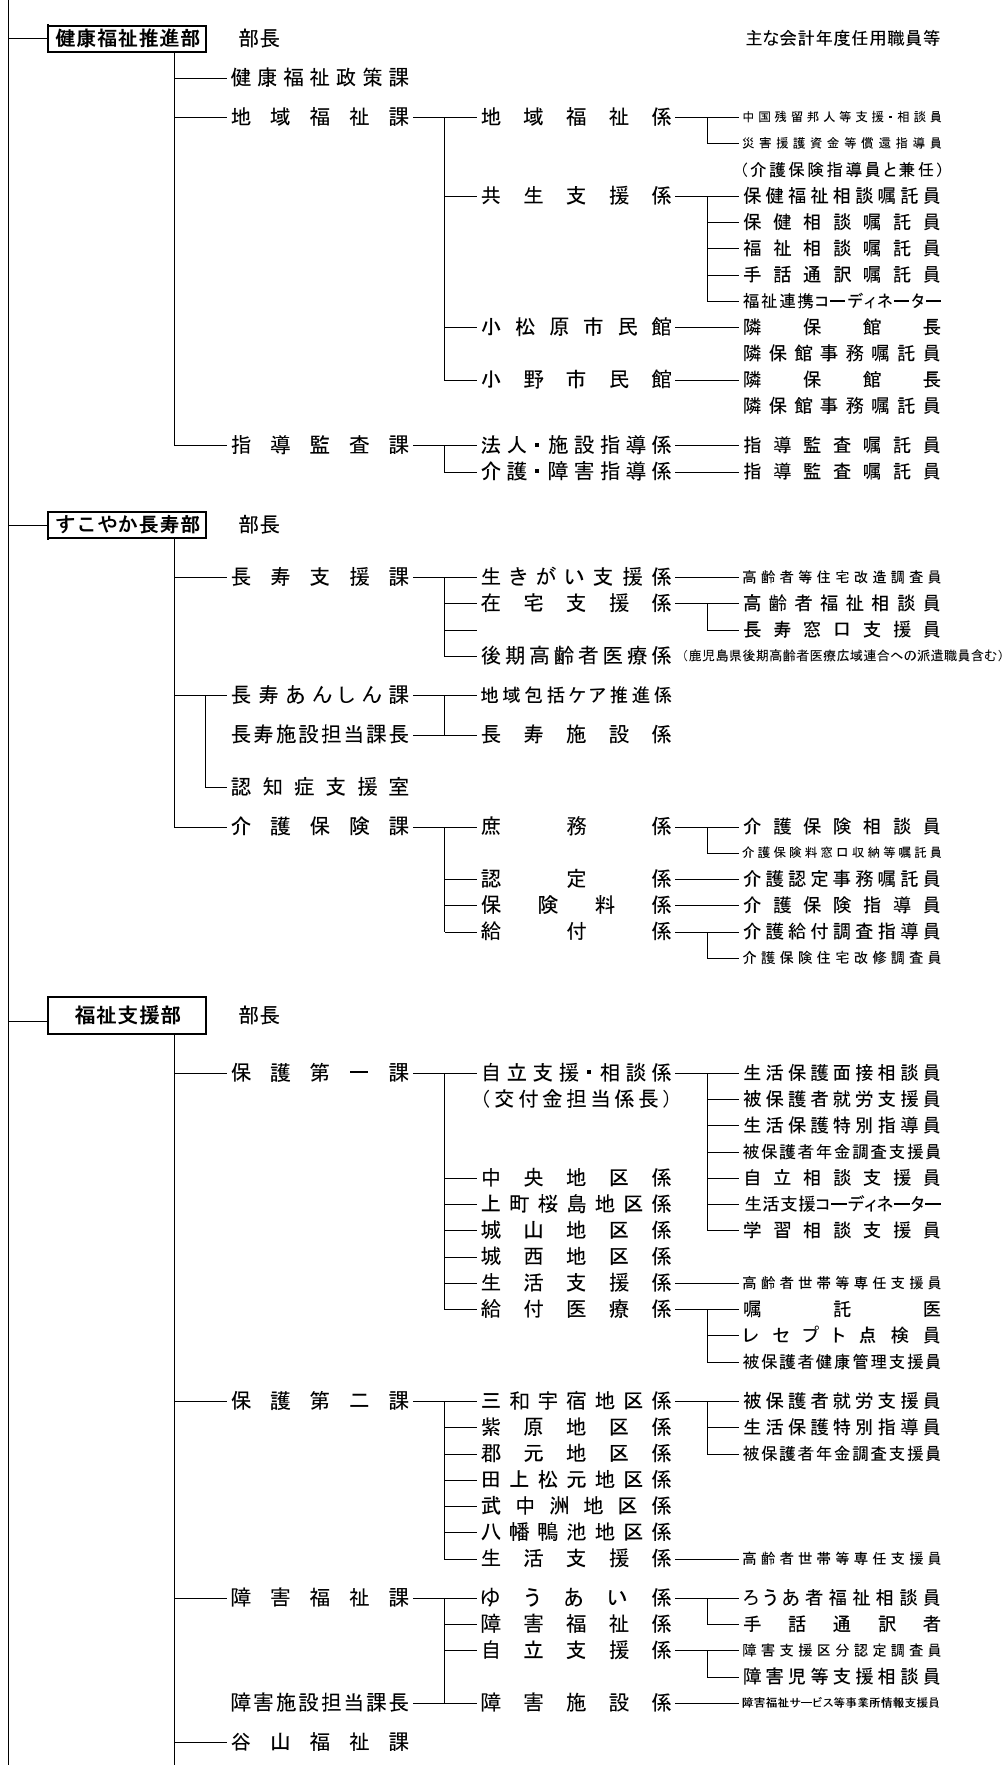 健康福祉推進部 部長 主な会計年度任用職員等
健康福祉政策課
地域福祉課 地域福祉係 中国残留邦人等支援・相談員
災害援護資金等償還指導員
(介護保険指導員と兼任)
共生支援係 保健福祉相談嘱託員
保健相談嘱託員
福祉相談嘱託員
手話通訳嘱託員
福祉連携コーディネーター
小松原市民館 隣保館長
隣保館事務嘱託員
小野市民館 隣保館長
隣保館事務嘱託員
指導監査課 法人・施設指導係 指導監査嘱託員
介護・障害指導係 指導監査嘱託員
すこやか長寿部 部長
長寿支援課 生きがい支援係 高齢者等住宅改造調査員
在宅支援係 高齢者福祉相談員
長寿窓口支援員
後期高齢者医療係 (鹿児島県後期高齢者医療広域連合への派遣職員含む)
長寿あんしん課 地域包括ケア推進係
長寿施設担当課長 長寿施設係
認知症支援室
介護保険課 庶務係 介護保険相談員
介護保険料窓口収納等嘱託員
認定係 介護認定事務嘱託員
保険料係 介護保険指導員
給付係 介護給付調査指導員
介護保険住宅改修調査員
福祉支援部 部長
保護第一課 自立支援・相談係 生活保護面接相談員
(交付金担当係長) 被保護者就労支援員
生活保護特別指導員
被保護者年金調査支援員
中央地区係 自立相談支援員
上町桜島地区係 生活支援コーディネーター
城山地区係 学習相談支援員
城西地区係
生活支援係 高齢者世帯等専任支援員
給付医療係 嘱託医
レセプト点検員
被保護者健康管理支援員
保護第二課 三和宇宿地区係 被保護者就労支援員
紫原地区係 生活保護特別指導員
郡元地区係 被保護者年金調査支援員
田上松元地区係
武中洲地区係
八幡鴨池地区係
生活支援係 高齢者世帯等専任支援員
障害福祉課 ゆうあい係 ろうあ者福祉相談員
障害福祉係 手話通訳者
自立支援係 障害支援区分認定調査員
障害児等支援相談員
障害施設担当課長 障害施設係 障害福祉サービス等事業所情報支援員
谷山福祉課